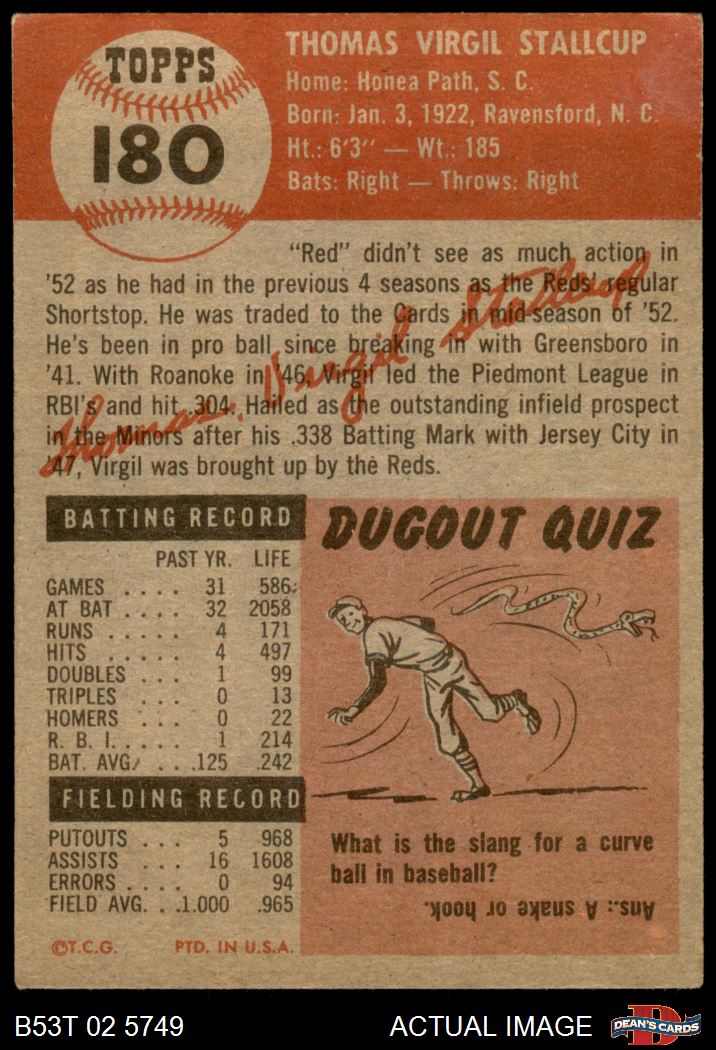 TOPPS
180
THOMAS VIRGIL STALLCUP
Home: Honea Path, S. C.
Born: Jan. 3, 1922, Ravensford, N. C.
Ht.: 6'3" — Wt.: 185
Bats: Right — Throws: Right
"Red" didn't see as much action in
'52 as he had in the previous 4 seasons as the Reds' regular
Shortstop. He was traded to the Cards in mid-season of '52.
He's been in pro ball since breaking in with Greensboro in
'41. With Roanoke in '46, Virgil led the Piedmont League in
RBI's and hit .304. Hailed as the outstanding infield prospect
in the Minors after his .338 Batting Mark with Jersey City in
'47, Virgil was brought up by the Reds.
Thomas Virgil Stallcup
BATTING RECORD
PAST YR. LIFE
GAMES .... 31 586
AT BAT .... 32 2058
RUNS ..... 4 171
HITS ..... 4 497
DOUBLES ... 1 99
TRIPLES ... 0 13
HOMERS ... 0 22
R. B. I..... 1 214
BAT. AVG. ...125 .242
FIELDING RECORD
PUTOUTS ... 5 968
ASSISTS ... 16 1608
ERRORS .... 0 94
FIELD AVG. ..1.000 .965
©T.C.G. PTD. IN U.S.A.
DUGOUT QUIZ
What is the slang for a curve
ball in baseball?
Ans.: A snake or hook.
B53T 02 5749
ACTUAL IMAGE
DEAN'S CARDS